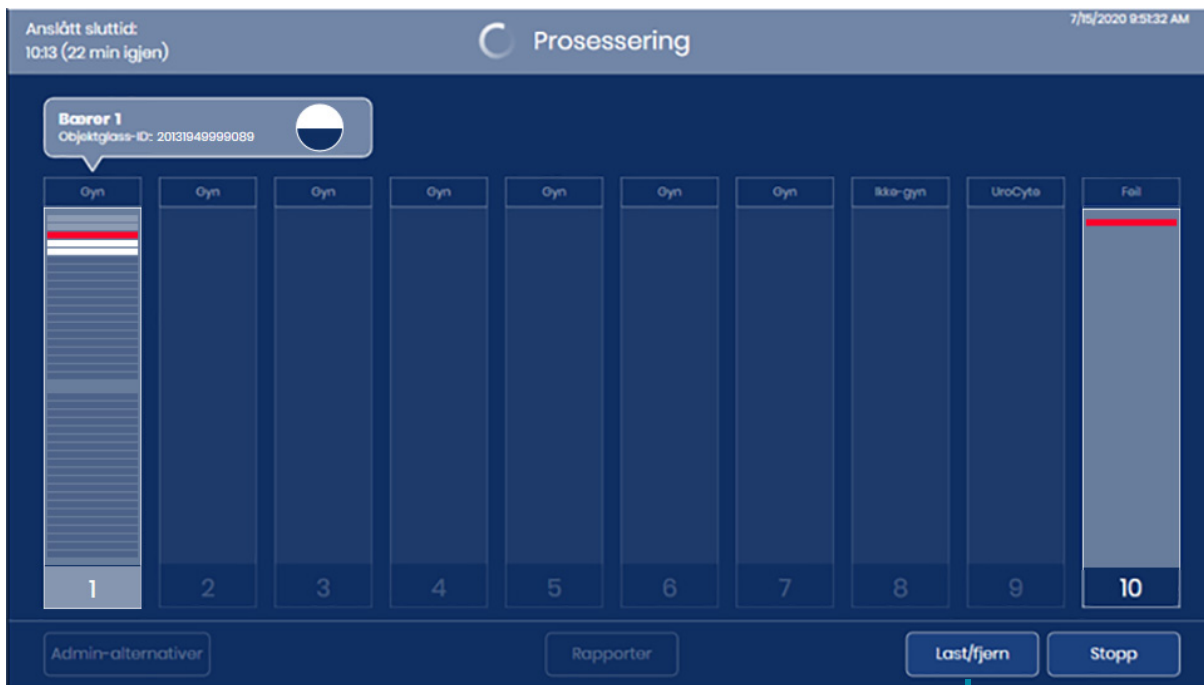 Anslått sluttid:
10:13 (22 min igjen)
Prosessering
7/15/2020 9:51:32 AM
Bærer 1
Objektglass-ID: 20131949999089
Gyn Gyn Gyn Gyn Gyn Gyn Gyn Ikke-gyn UroCyte Feil
1 2 3 4 5 6 7 8 9 10
Admin-alternativer Rapporter Last/fjern Stopp